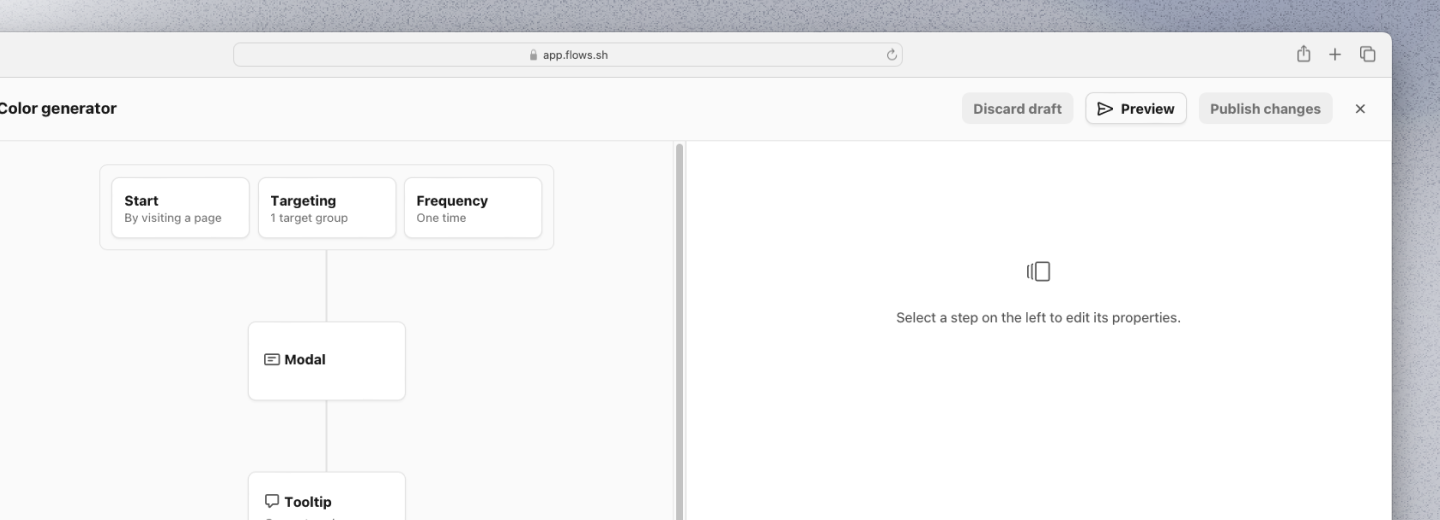 app.flows.sh
Color generator
Discard draft
Preview
Publish changes
Start
By visiting a page
Targeting
1 target group
Frequency
One time
Select a step on the left to edit its properties.
Modal
Tooltip